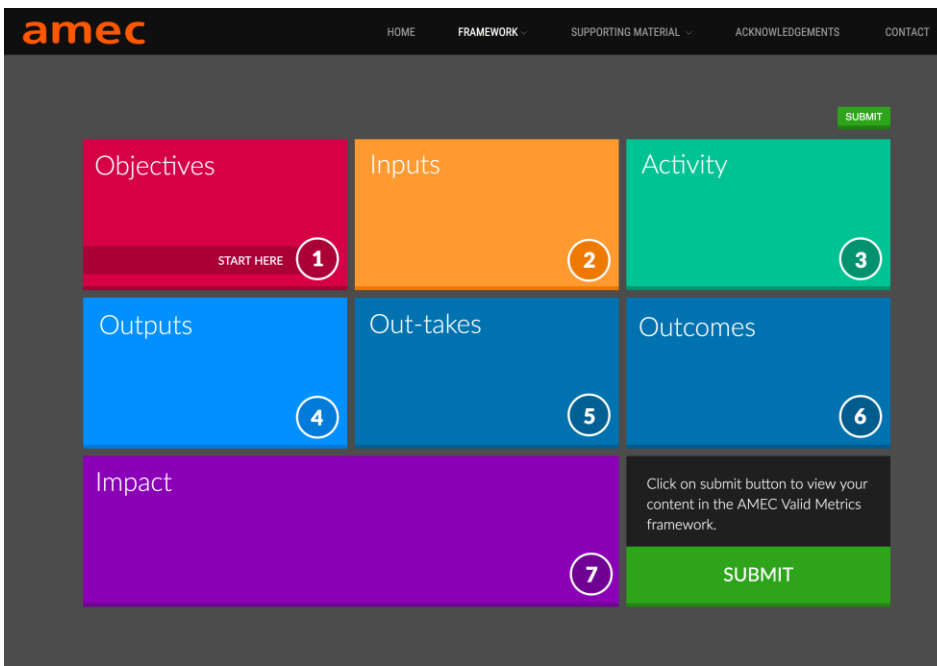 amec
HOME FRAMEWORK SUPPORTING MATERIAL ACKNOWLEDGEMENTS CONTACT
SUBMIT
Objectives
START HERE 1
Inputs
2
Activity
3
Outputs
4
Out-takes
5
Outcomes
6
Impact
7
Click on submit button to view your
content in the AMEC Valid Metrics
framework.
SUBMIT